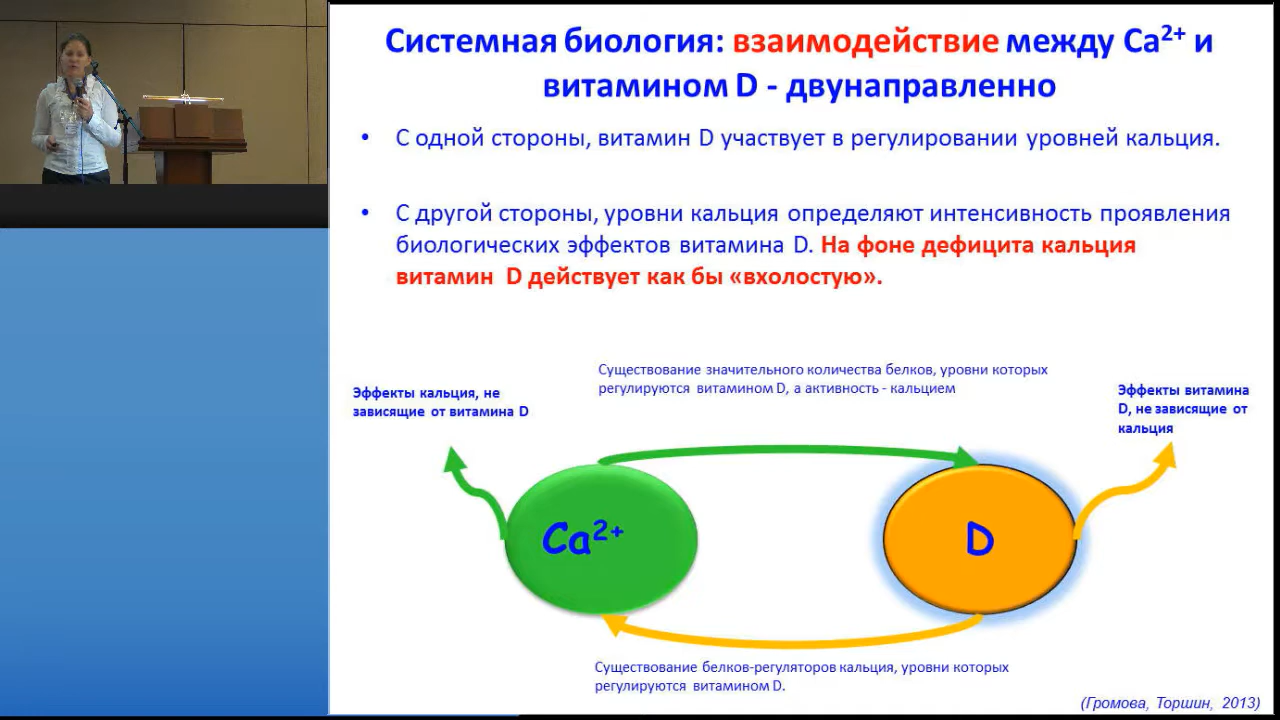 Системная биология: взаимодействие между Ca²⁺ и
витамином D - двунаправленно
• С одной стороны, витамин D участвует в регулировании уровней кальция.
• С другой стороны, уровни кальция определяют интенсивность проявления
биологических эффектов витамина D. На фоне дефицита кальция
витамин D действует как бы «вхолостую».
Существование значительного количества белков, уровни которых
регулируются витамином D, а активность - кальцием
Эффекты кальция, не
зависящие от витамина D
Эффекты витамина
D, не зависящие от
кальция
Ca²⁺
D
Существование белков-регуляторов кальция, уровни которых
регулируются витамином D.
(Громова, Торшин, 2013)